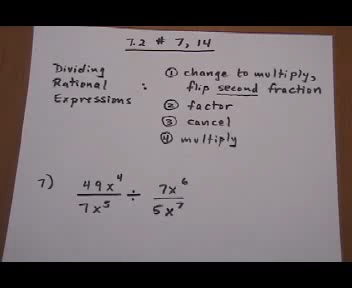 7.2 # 7, 14
Dividing
Rational :
Expressions
① change to multiply,
flip second fraction
② factor
③ cancel
④ multiply
7) 49x⁴/7x⁵ ÷ 7x⁶/5x⁷